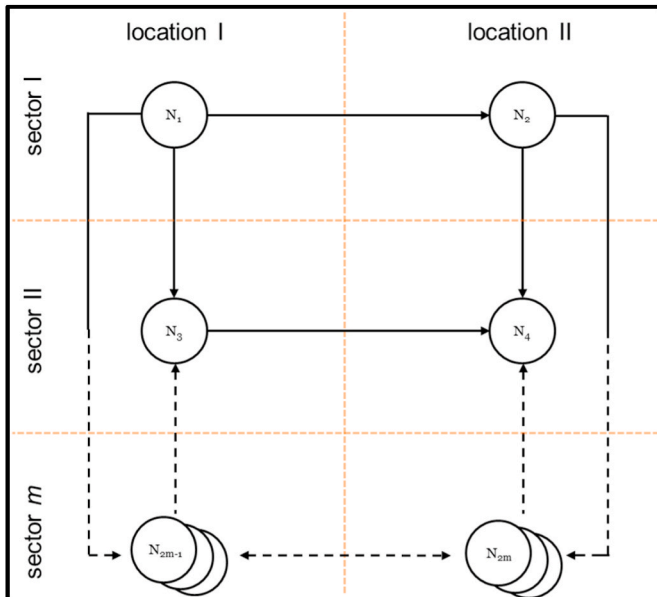 location I
location II
sector I
N₁
N₂
sector II
N₃
N₄
sector m
N₂ₘ₋₁
N₂ₘ